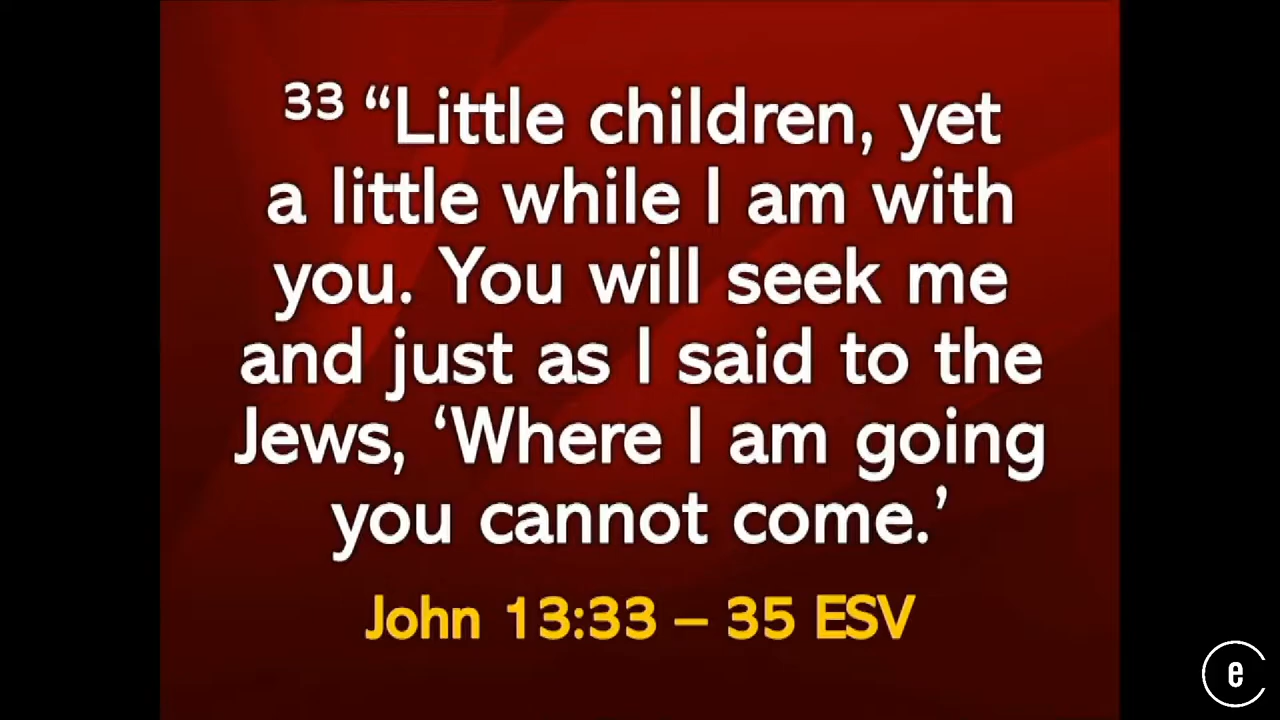 33 “Little children, yet
a little while I am with
you. You will seek me
and just as I said to the
Jews, ‘Where I am going
you cannot come.’
John 13:33 – 35 ESV
e